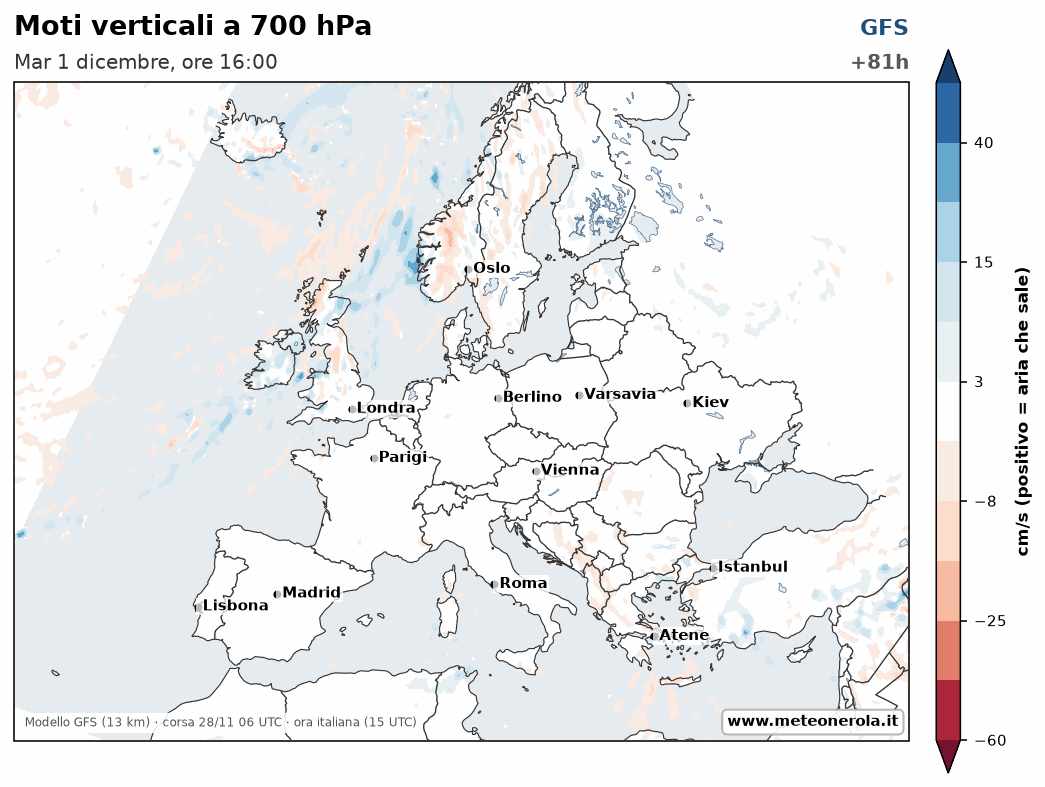 Moti verticali a 700 hPa
GFS
Mar 1 dicembre, ore 16:00
+81h
40
15
3
−8
−25
−60
cm/s (positivo = aria che sale)
Oslo
Berlino
Varsavia
Kiev
Londra
Parigi
Vienna
Istanbul
Roma
Madrid
Lisbona
Atene
Modello GFS (13 km) · corsa 28/11 06 UTC · ora italiana (15 UTC)
www.meteonerola.it